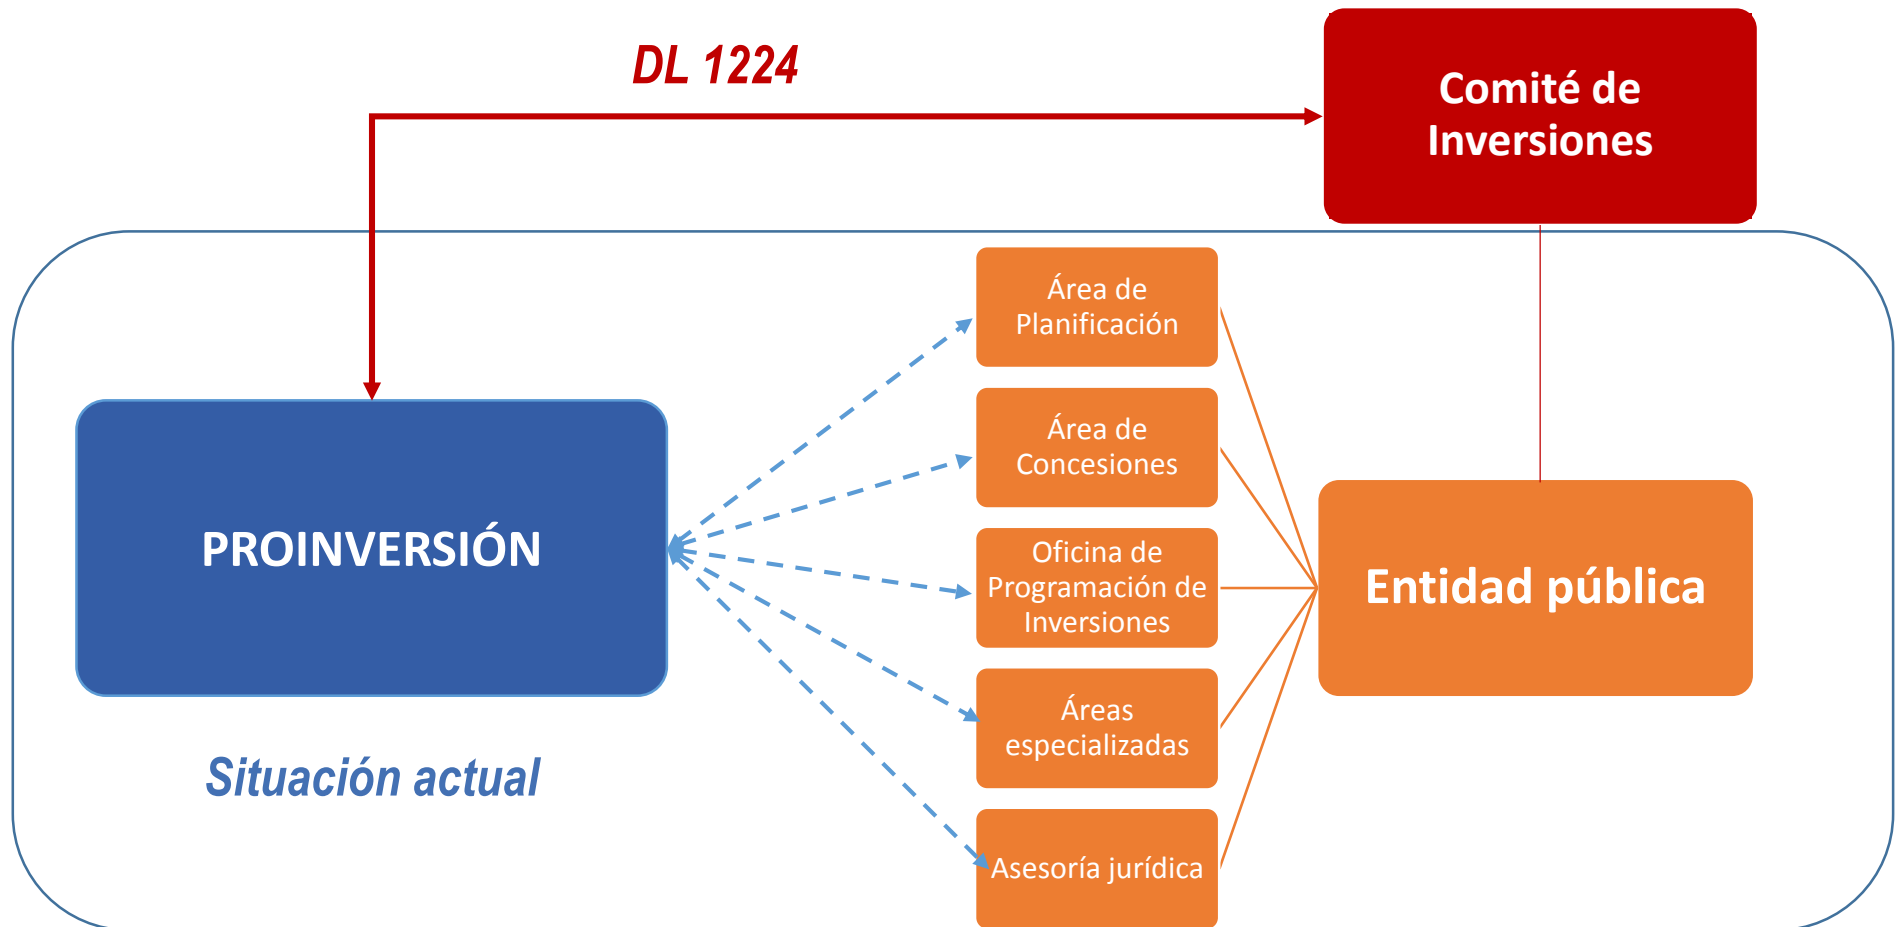 DL 1224
Comité de
Inversiones
Área de
Planificación
Área de
Concesiones
Oficina de
Programación de
Inversiones
Áreas
especializadas
Asesoría jurídica
PROINVERSIÓN
Entidad pública
Situación actual